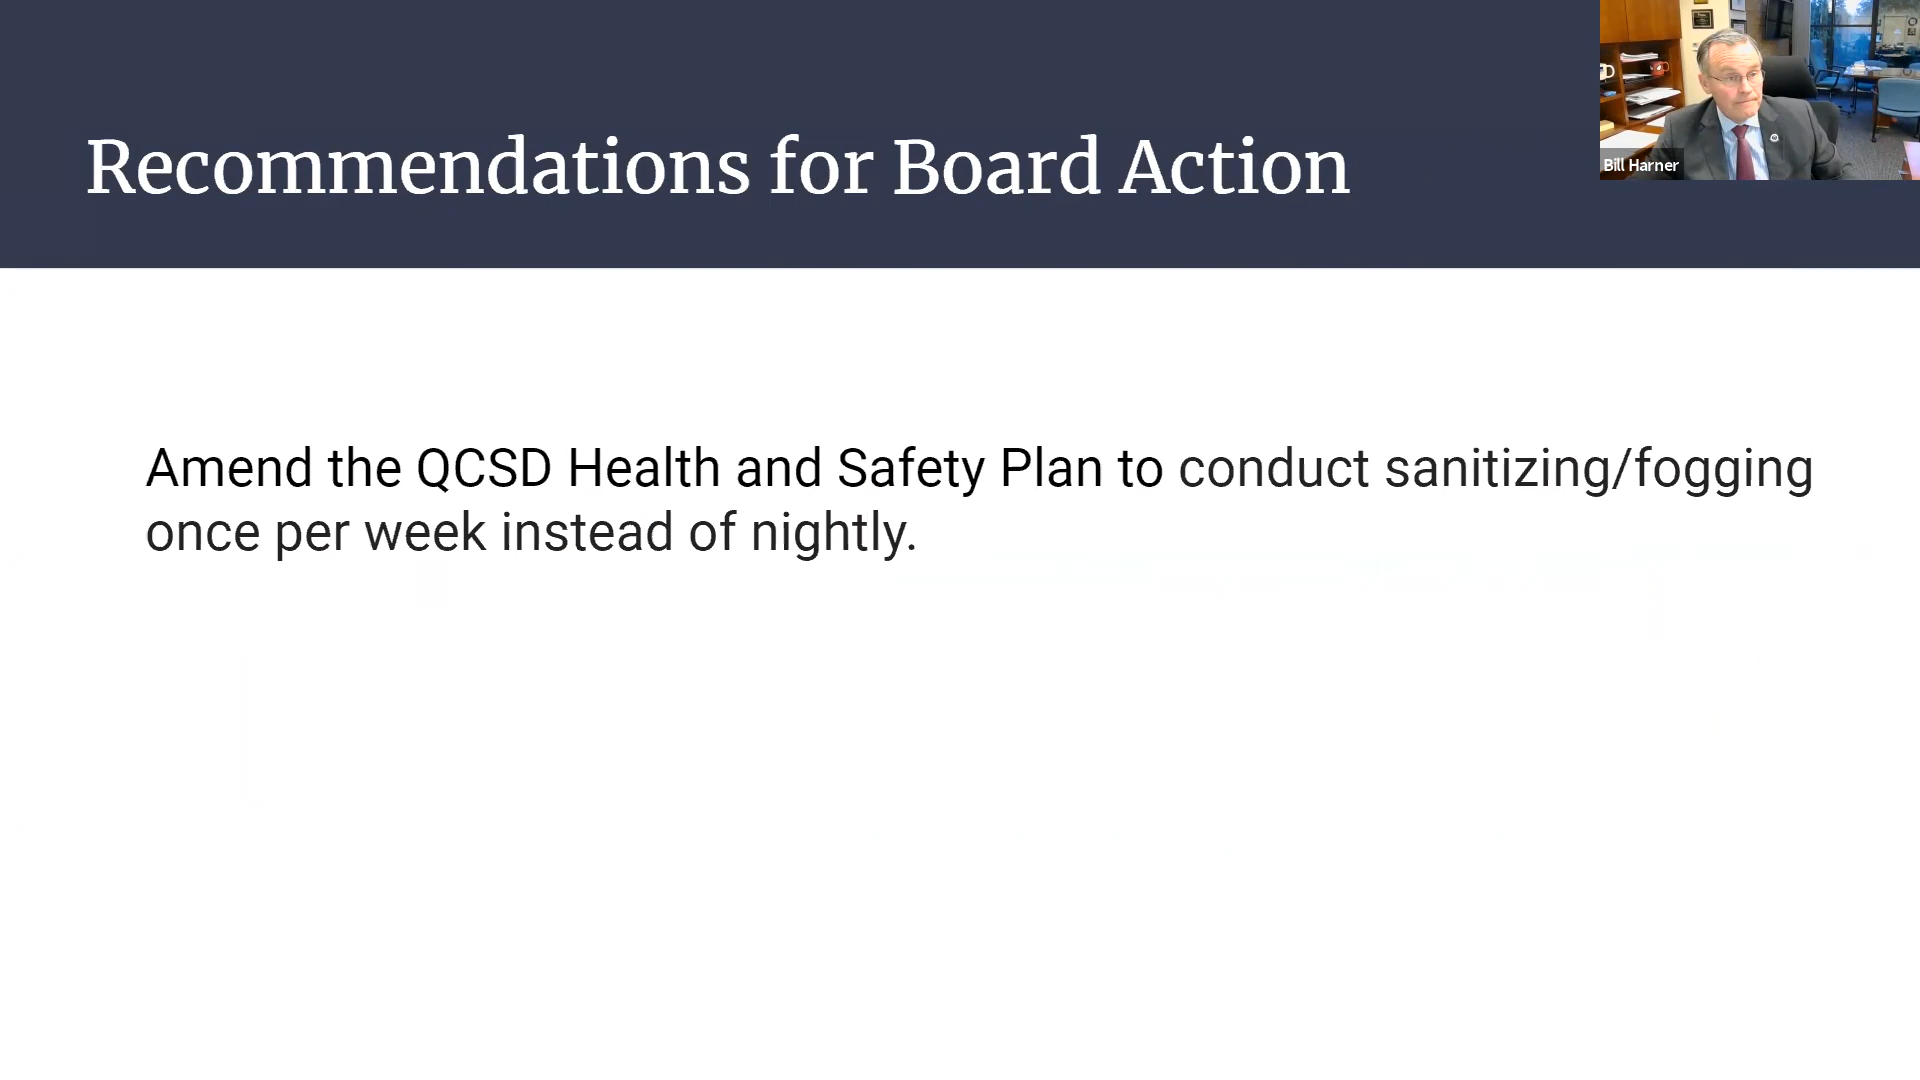 Recommendations for Board Action
Bill Harner
Amend the QCSD Health and Safety Plan to conduct sanitizing/fogging
once per week instead of nightly.